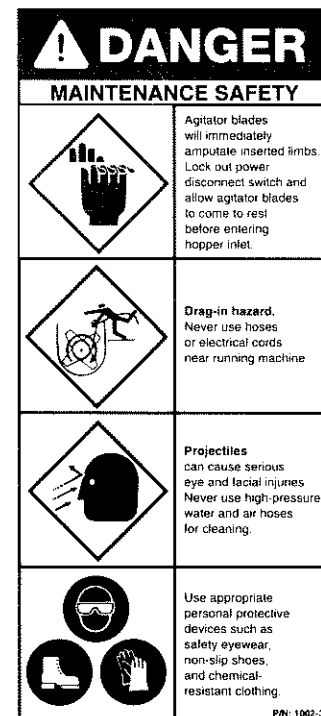 DANGER
MAINTENANCE SAFETY
Agitator blades
will immediately
amputate inserted limbs.
Lock out power
disconnect switch and
allow agitator blades
to come to rest
before entering
hopper inlet.
Drag-in hazard.
Never use hoses
or electrical cords
near running machine
Projectiles
can cause serious
eye and facial injuries
Never use high-pressure
water and air hoses
for cleaning.
Use appropriate
personal protective
devices such as
safety eyewear,
non-slip shoes,
and chemical-
resistant clothing.
P/N: